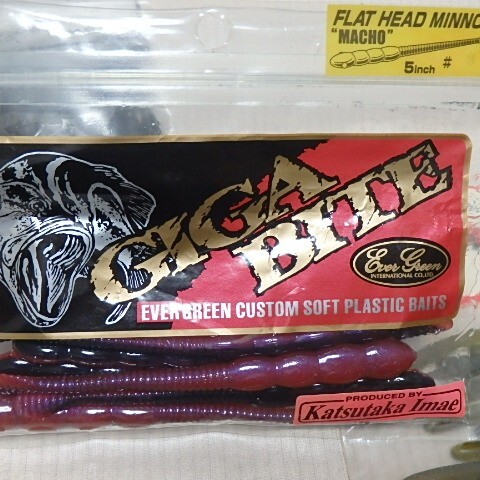 FLAT HEAD MINNO
"MACHO"
5inch #
GIGA
BITE
Ever Green
INTERNATIONAL CO.,LTD.
EVERGREEN CUSTOM SOFT PLASTIC BAITS
PRODUCED BY
Katsutaka Imae